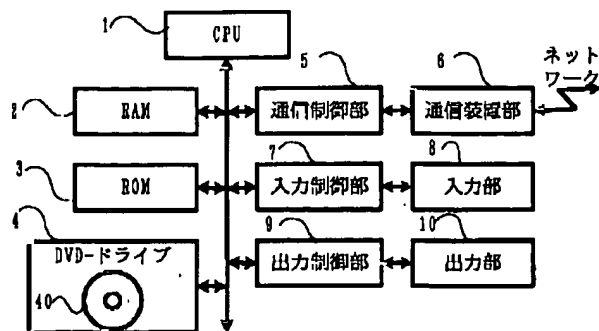 1
CPU
ネット
ワーク
5
6
2
RAM
通信制御部
通信装置部
3
ROM
7
入力制御部
8
入力部
4
DVD-ドライブ
40
9
出力制御部
10
出力部